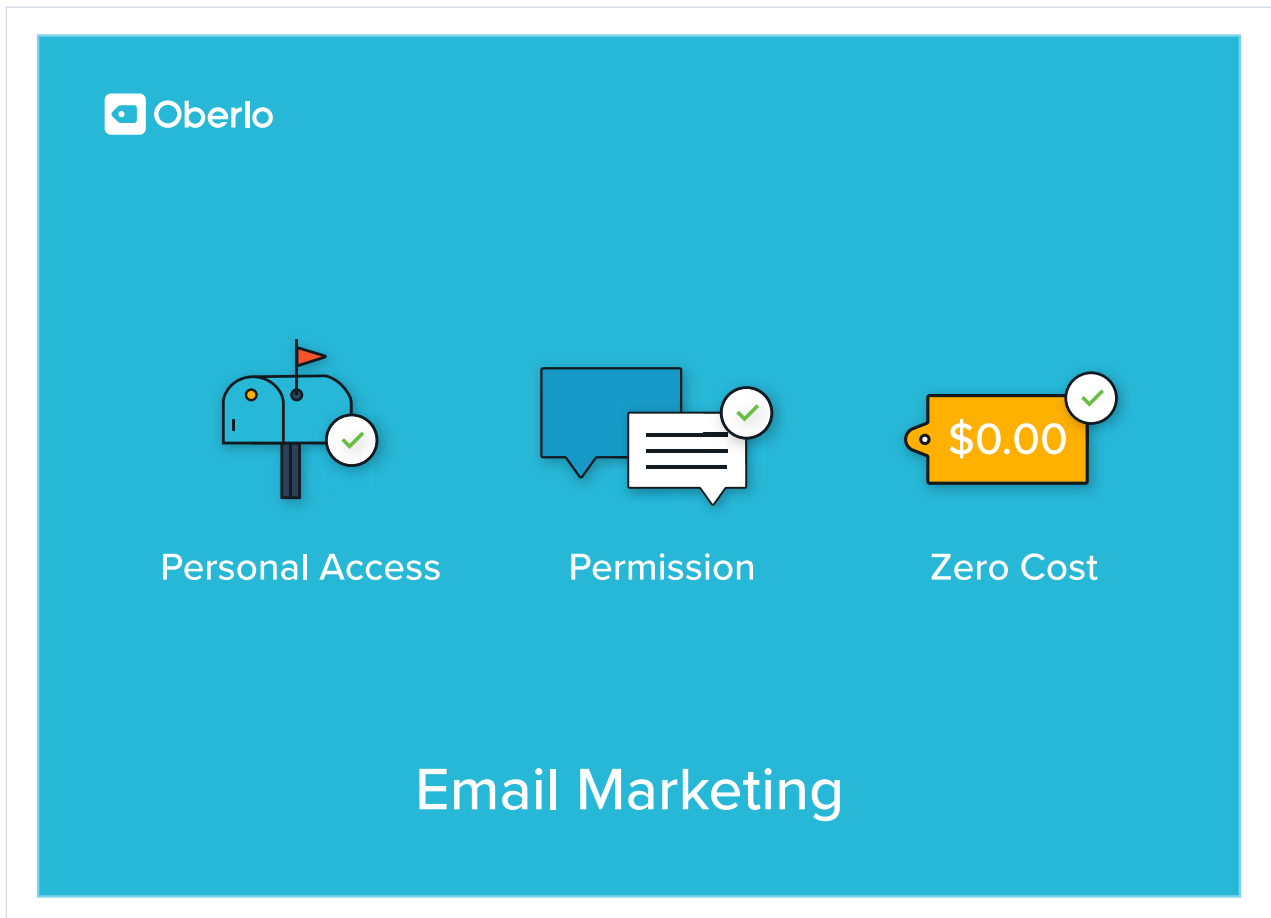 Oberlo
$0.00
Personal Access
Permission
Zero Cost
Email Marketing